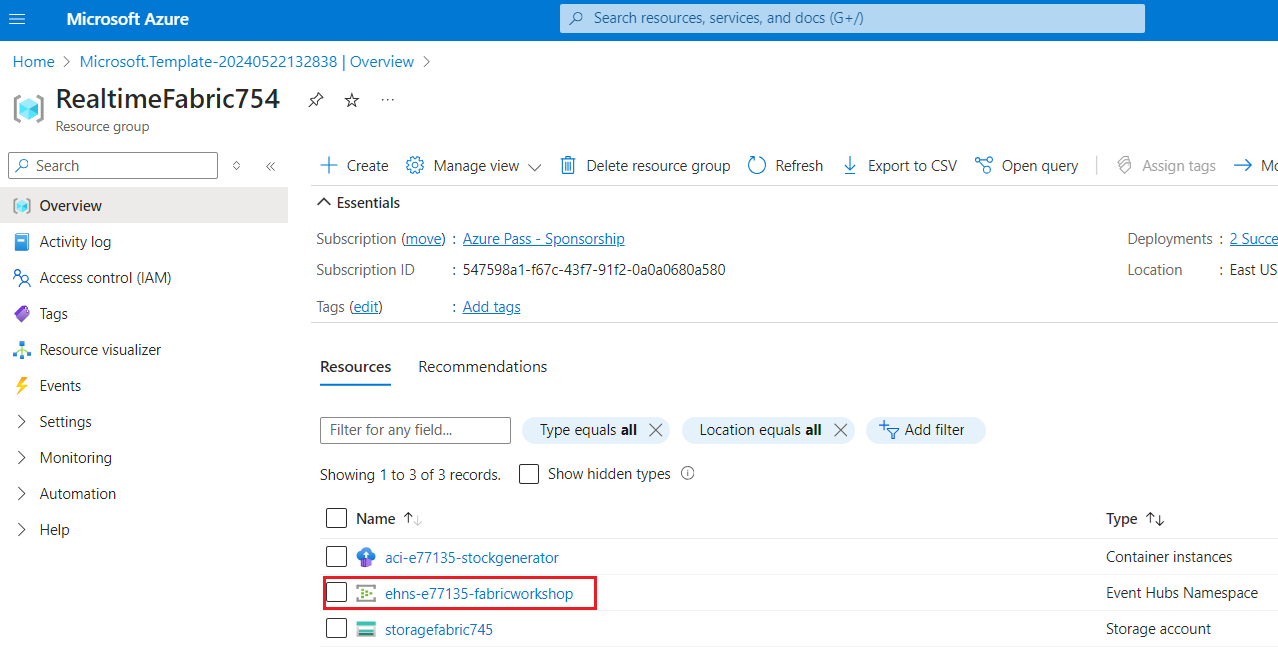 Microsoft Azure
Search resources, services, and docs (G+/)
Home > Microsoft.Template-20240522132838 | Overview >
RealtimeFabric754
Resource group
Search
Create Manage view Delete resource group Refresh Export to CSV Open query Assign tags Mo
Overview
Activity log
Access control (IAM)
Tags
Resource visualizer
Events
Settings
Monitoring
Automation
Help
Essentials
Subscription (move) : Azure Pass - Sponsorship
Deployments : 2 Succe
Subscription ID : 547598a1-f67c-43f7-91f2-0a0a0680a580
Location : East US
Tags (edit) : Add tags
Resources Recommendations
Filter for any field... Type equals all Location equals all Add filter
Showing 1 to 3 of 3 records. Show hidden types
Name Type
aci-e77135-stockgenerator Container instances
ehns-e77135-fabricworkshop Event Hubs Namespace
storagefabric745 Storage account